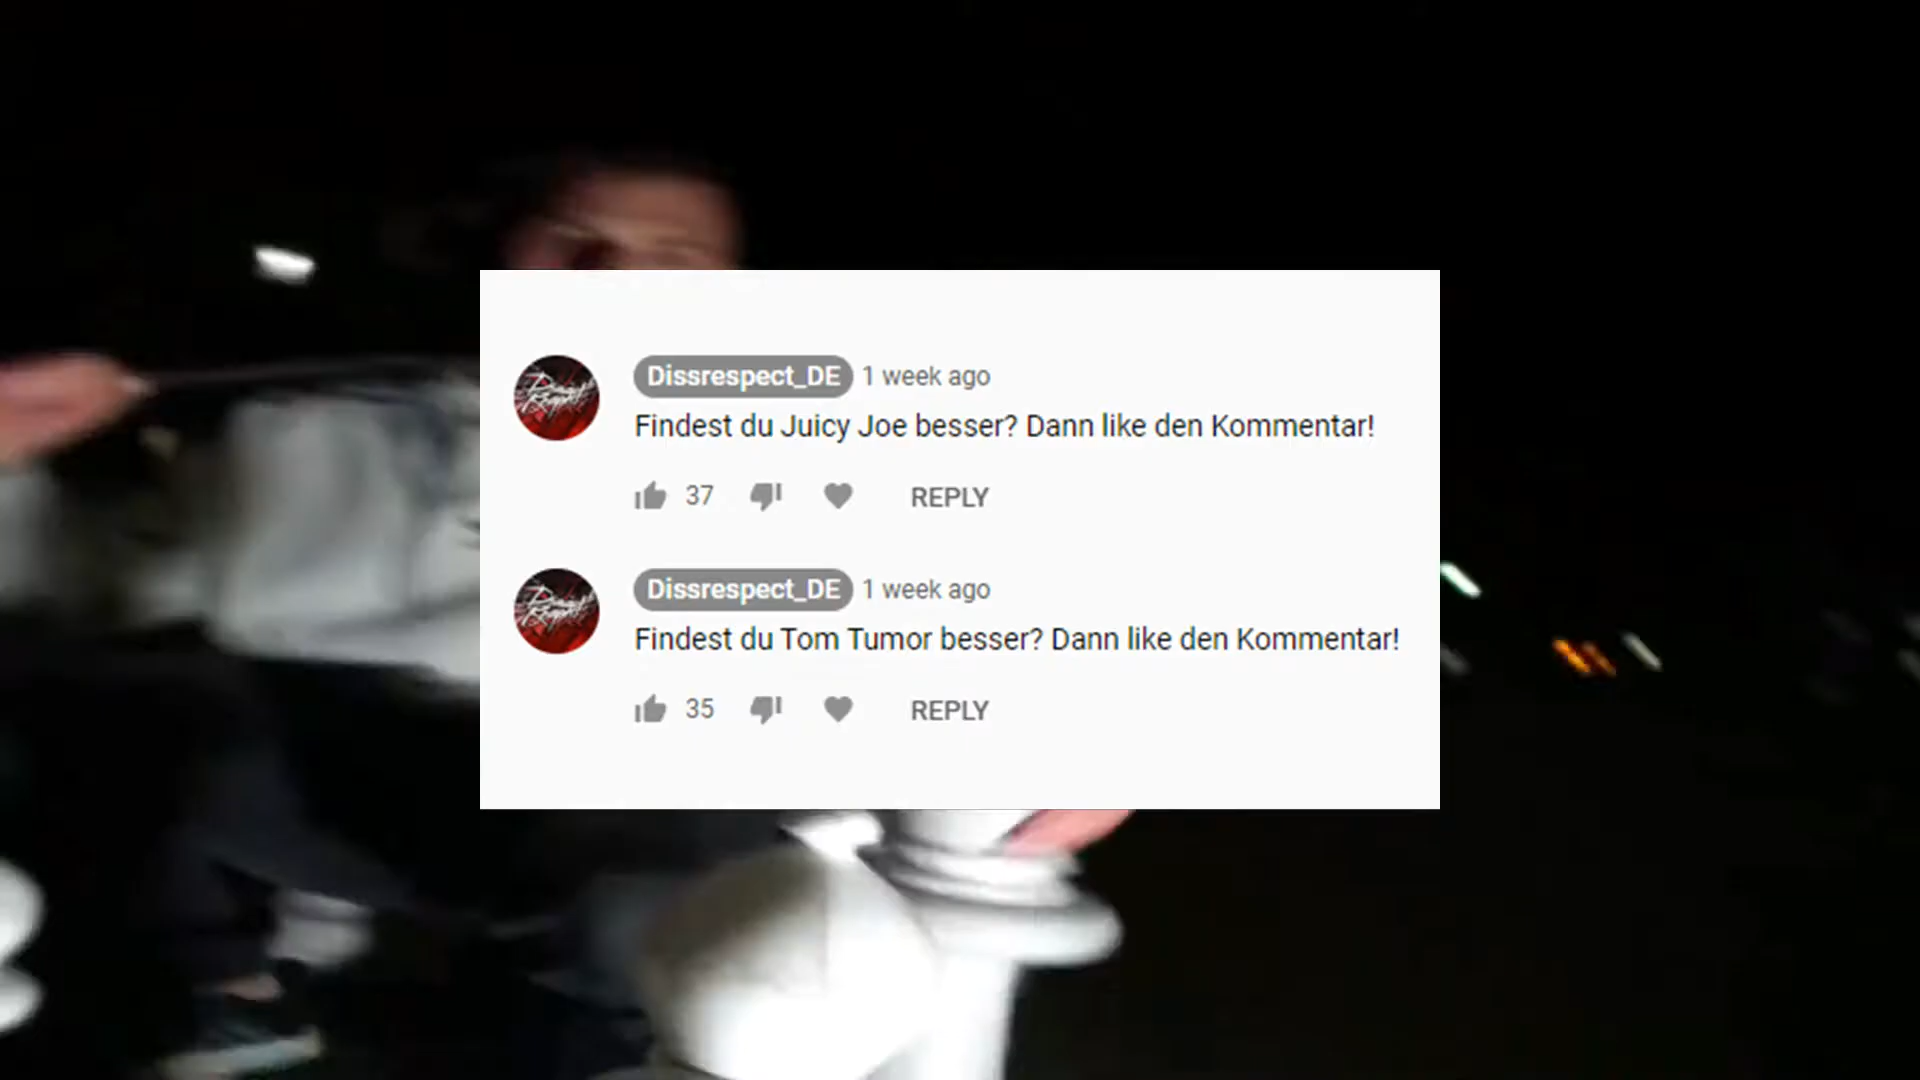 Dissrespect_DE 1 week ago
Findest du Juicy Joe besser? Dann like den Kommentar!
37 REPLY
Dissrespect_DE 1 week ago
Findest du Tom Tumor besser? Dann like den Kommentar!
35 REPLY